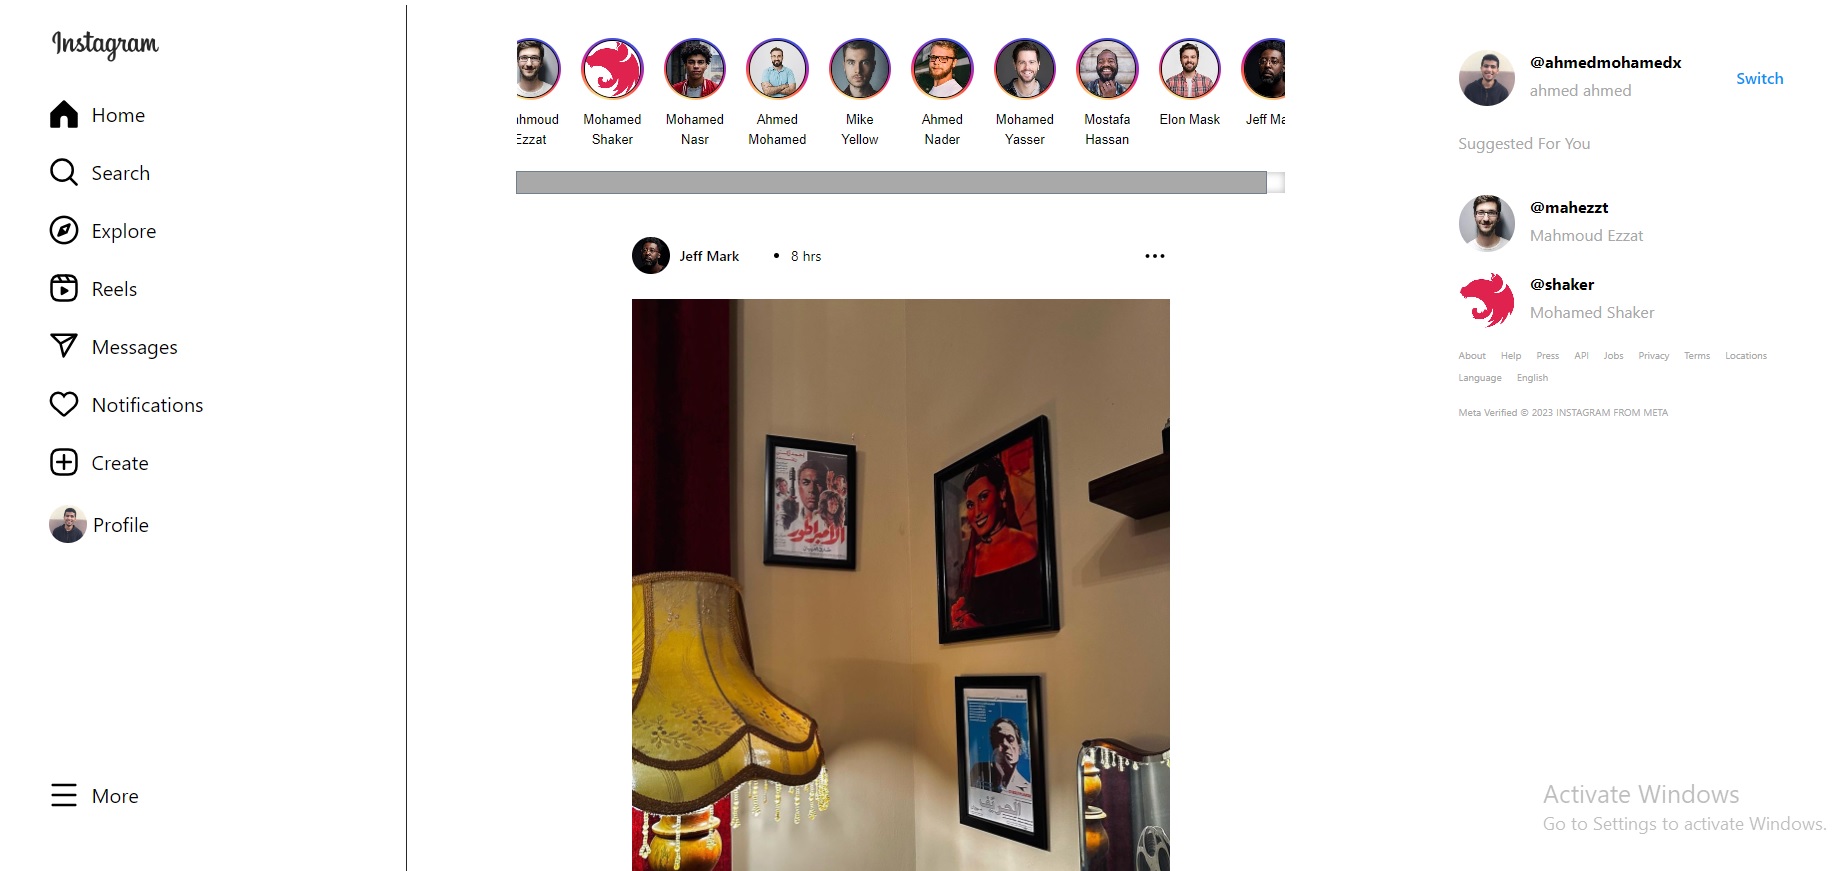 Instagram
Home
Search
Explore
Reels
Messages
Notifications
Create
Profile
More
Mohamed
Shaker
Mohamed
Nasr
Ahmed
Mohamed
Mike
Yellow
Ahmed
Nader
Mohamed
Yasser
Mostafa
Hassan
Elon Mask
Jeff Ma
Jeff Mark • 8 hrs
الامبراطور
الحريف
@ahmedmohamedx
ahmed ahmed
Switch
Suggested For You
@mahezzt
Mahmoud Ezzat
@shaker
Mohamed Shaker
About Help Press API Jobs Privacy Terms Locations
Language English
Meta Verified © 2023 INSTAGRAM FROM META
Activate Windows
Go to Settings to activate Windows.